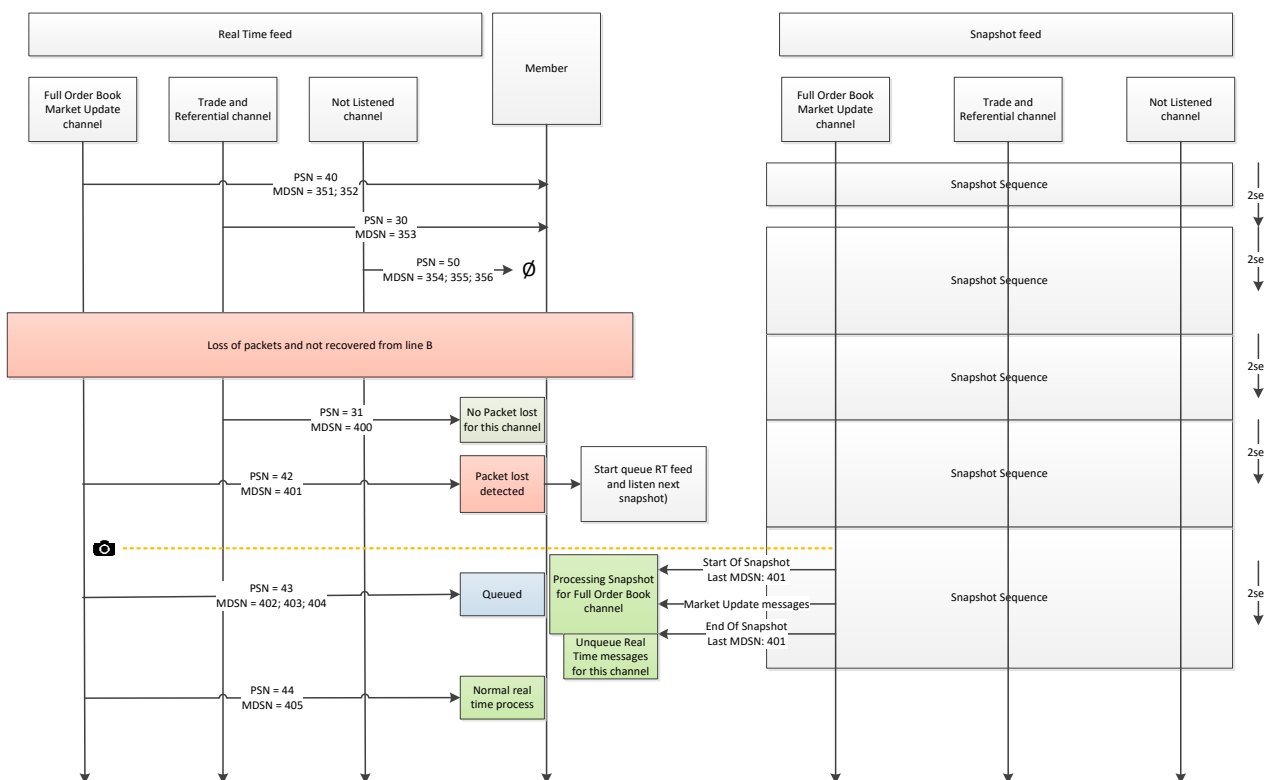 Real Time feed
Member
Snapshot feed
Full Order Book
Market Update
channel
Trade and
Referential channel
Not Listened
channel
Full Order Book
Market Update
channel
Trade and
Referential channel
Not Listened
channel
PSN = 40
MDSN = 351; 352
Snapshot Sequence
2se
PSN = 30
MDSN = 353
PSN = 50
MDSN = 354; 355; 356
Ø
Snapshot Sequence
2se
Loss of packets and not recovered from line B
Snapshot Sequence
2se
PSN = 31
MDSN = 400
No Packet lost
for this channel
PSN = 42
MDSN = 401
Packet lost
detected
Start queue RT feed
and listen next
snapshot)
Snapshot Sequence
2se
Start Of Snapshot
Last MDSN: 401
PSN = 43
MDSN = 402; 403; 404
Queued
Processing Snapshot
for Full Order Book
channel
Market Update messages
Snapshot Sequence
2se
End Of Snapshot
Last MDSN: 401
Unqueue Real
Time messages
for this channel
PSN = 44
MDSN = 405
Normal real
time process